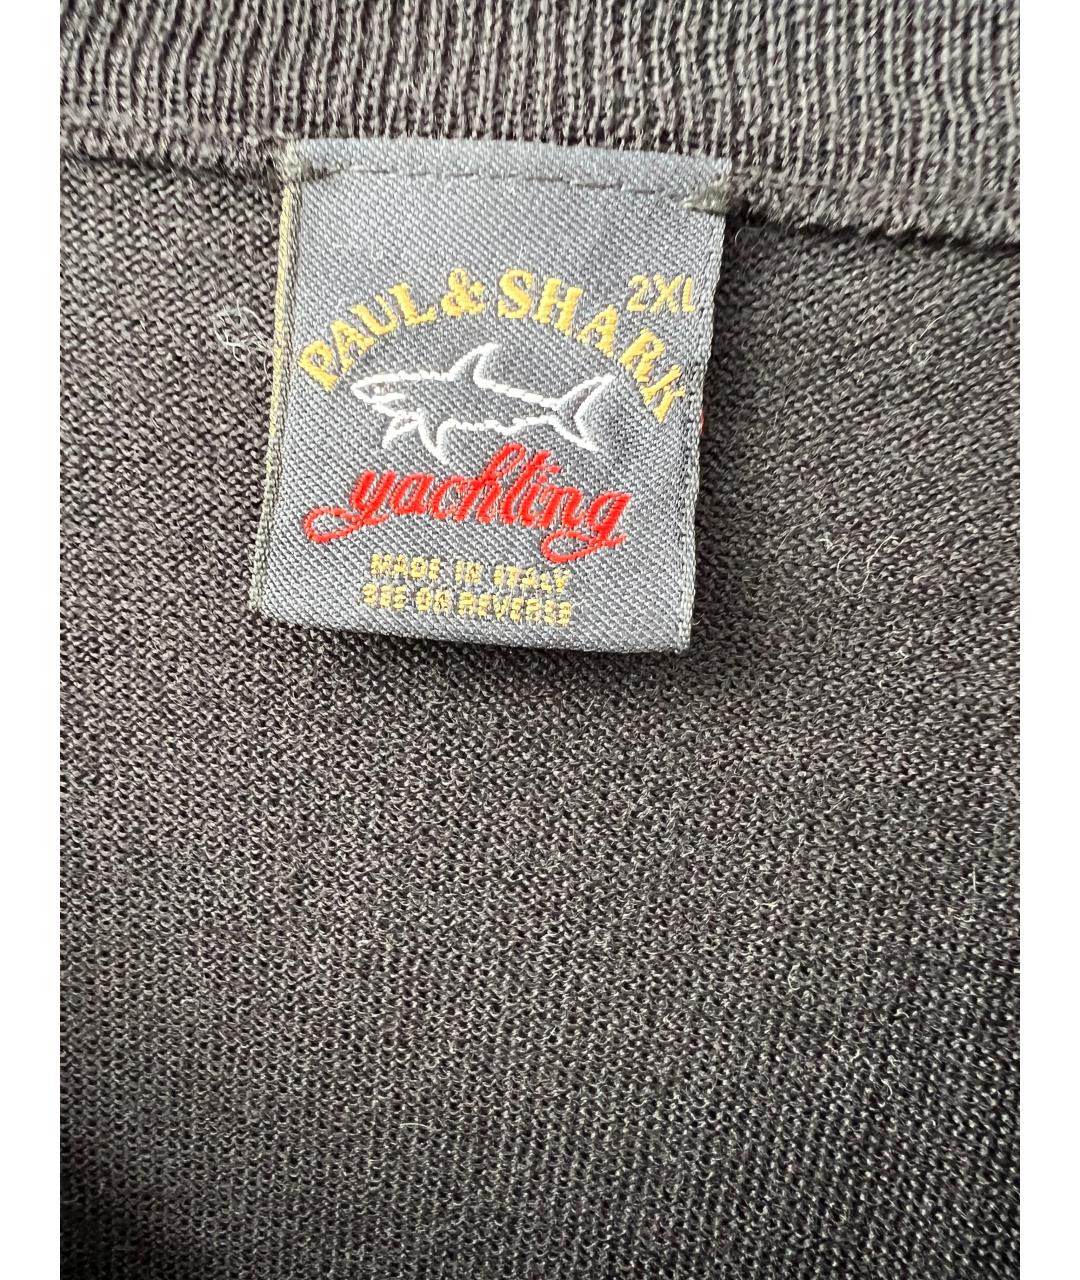 2XL
PAUL & SHARK
yachting
MADE IN ITALY
SEE ON REVERSE